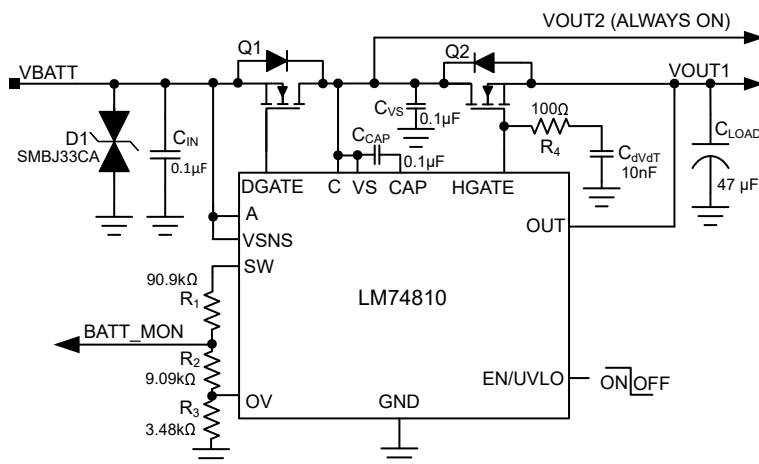 VOUT2 (ALWAYS ON)
Q1
Q2
VBATT
VOUT1
D1
SMBJ33CA
CIN
0.1µF
CVS
0.1µF
CCAP
0.1µF
100Ω
R4
CdVdT
10nF
CLOAD
47 µF
DGATE
C
VS
CAP
HGATE
A
VSNS
OUT
SW
90.9kΩ
R1
LM74810
BATT_MON
R2
9.09kΩ
EN/UVLO
ON
OFF
OV
GND
R3
3.48kΩ